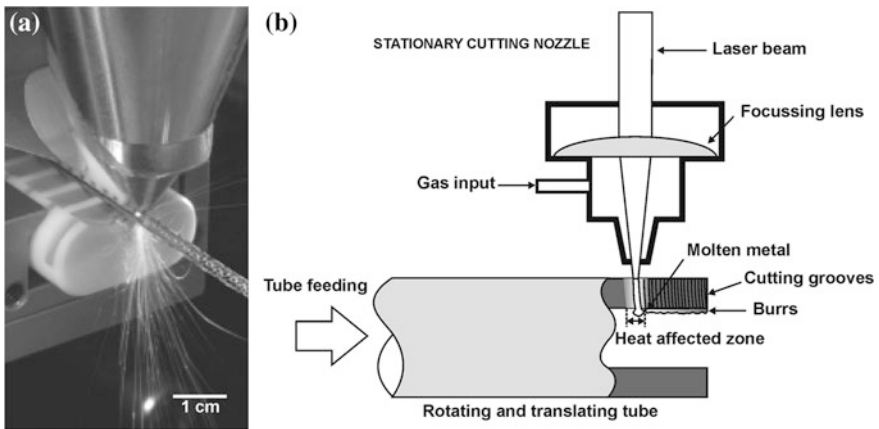 (a)
1 cm
(b)
STATIONARY CUTTING NOZZLE
Laser beam
Focussing lens
Gas input
Molten metal
Tube feeding
Cutting grooves
Burrs
Heat affected zone
Rotating and translating tube